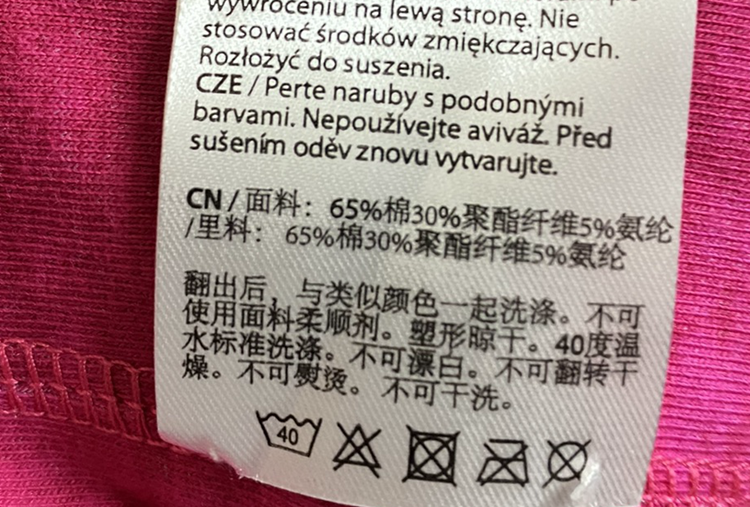 wywróceniu na lewą stronę. Nie
stosować środków zmiękczających.
Rozłożyć do suszenia.
CZE / Perte naruby s podobnými
barvami. Nepoužívejte aviváž. Před
sušením oděv znovu vytvarujte.
CN / 面料： 65%棉30%聚酯纤维5%氨纶
/里料： 65%棉30%聚酯纤维5%氨纶
翻出后，与类似颜色一起洗涤。不可
使用面料柔顺剂。塑形晾干。40度温
水标准洗涤。不可漂白。不可翻转干
燥。不可熨烫。不可干洗。
40